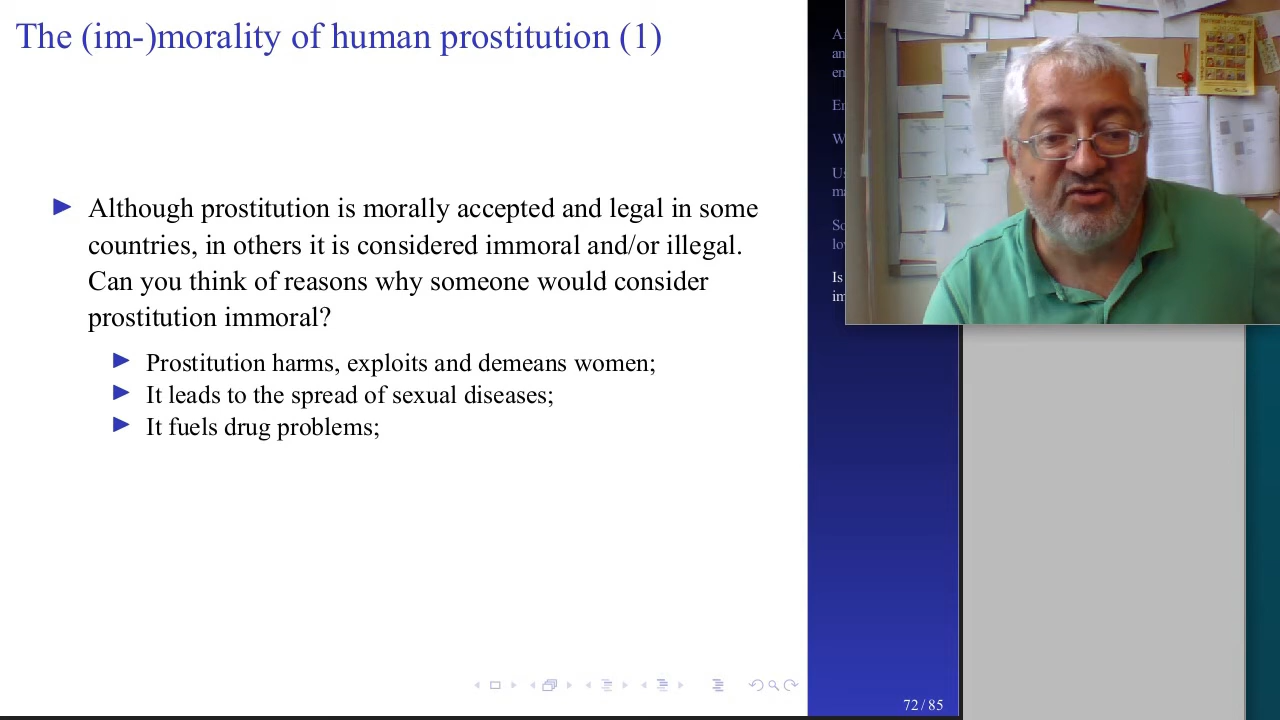 The (im-)morality of human prostitution (1)
Although prostitution is morally accepted and legal in some
countries, in others it is considered immoral and/or illegal.
Can you think of reasons why someone would consider
prostitution immoral?
Prostitution harms, exploits and demeans women;
It leads to the spread of sexual diseases;
It fuels drug problems;
Is
72 / 85